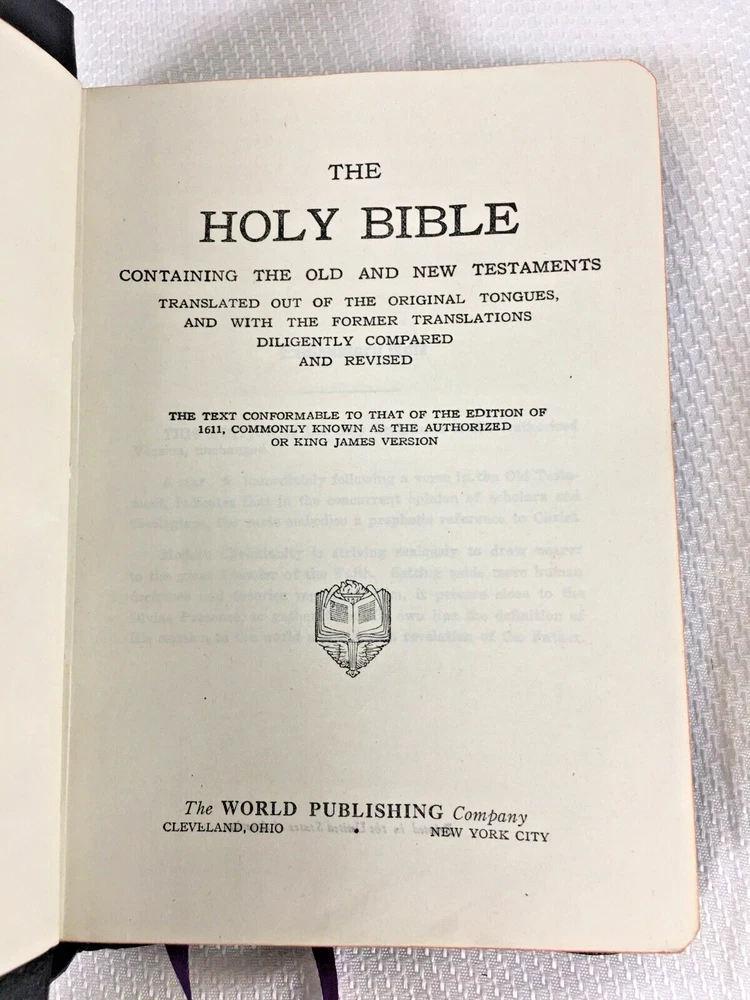 THE
HOLY BIBLE
CONTAINING THE OLD AND NEW TESTAMENTS
TRANSLATED OUT OF THE ORIGINAL TONGUES,
AND WITH THE FORMER TRANSLATIONS
DILIGENTLY COMPARED
AND REVISED
THE TEXT CONFORMABLE TO THAT OF THE EDITION OF
1611, COMMONLY KNOWN AS THE AUTHORIZED
OR KING JAMES VERSION
The WORLD PUBLISHING Company
CLEVELAND, OHIO • NEW YORK CITY